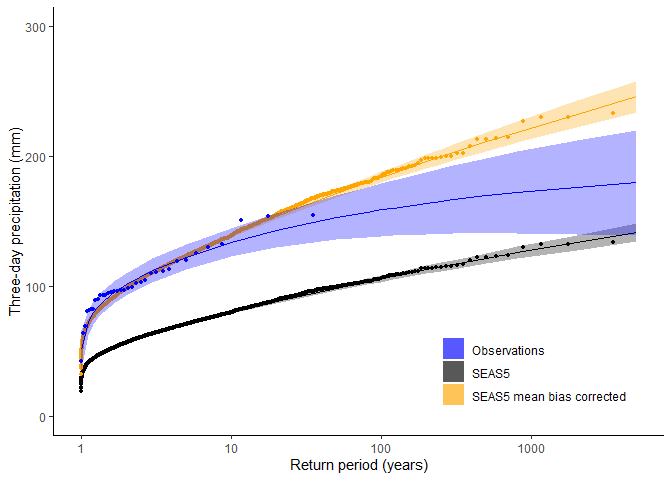 300
200
100
0
Three-day precipitation (mm)
Observations
SEAS5
SEAS5 mean bias corrected
1 10 100 1000
Return period (years)